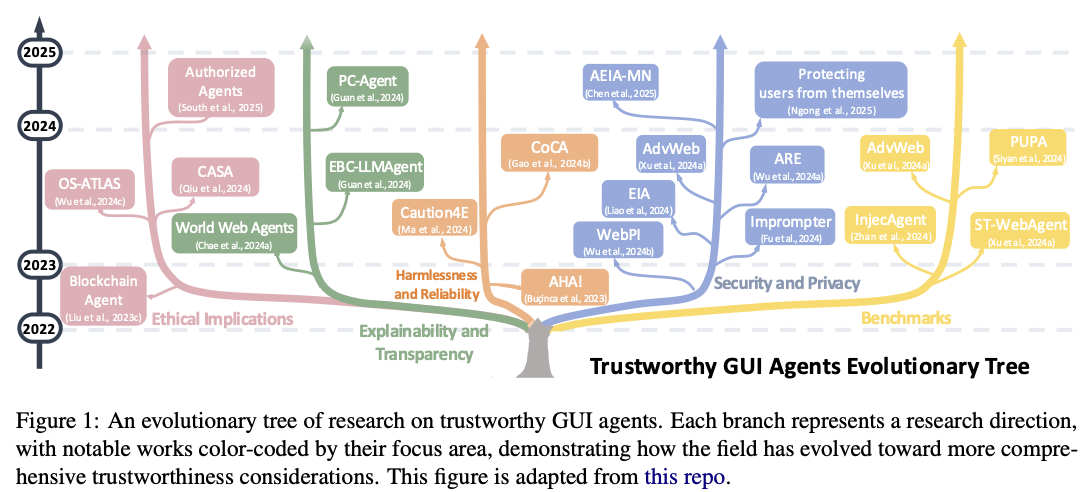 2025
2024
2023
2022
Authorized
Agents
(South et al., 2025)
OS-ATLAS
(Wu et al., 2024c)
CASA
(Qiu et al., 2024)
Blockchain
Agent
(Liu et al., 2023c)
Ethical Implications
PC-Agent
(Guan et al., 2024)
EBC-LLMAgent
(Guan et al., 2024)
World Web Agents
(Chae et al., 2024a)
Explainability and
Transparency
CoCA
(Gao et al., 2024b)
Caution4E
(Ma et al., 2024)
Harmlessness
and Reliability
AHA!
(Buçinca et al., 2023)
AEIA-MN
(Chen et al., 2025)
Protecting
users from themselves
(Ngong et al., 2025)
AdvWeb
(Xu et al., 2024a)
ARE
(Wu et al., 2024a)
EIA
(Liao et al., 2024)
Imprompter
(Fu et al., 2024)
WebPI
(Wu et al., 2024b)
Security and Privacy
AdvWeb
(Xu et al., 2024a)
PUPA
(Siyan et al., 2024)
InjecAgent
(Zhan et al., 2024)
ST-WebAgent
(Xu et al., 2024a)
Benchmarks
Trustworthy GUI Agents Evolutionary Tree
Figure 1: An evolutionary tree of research on trustworthy GUI agents. Each branch represents a research direction,
with notable works color-coded by their focus area, demonstrating how the field has evolved toward more compre-
hensive trustworthiness considerations. This figure is adapted from this repo.